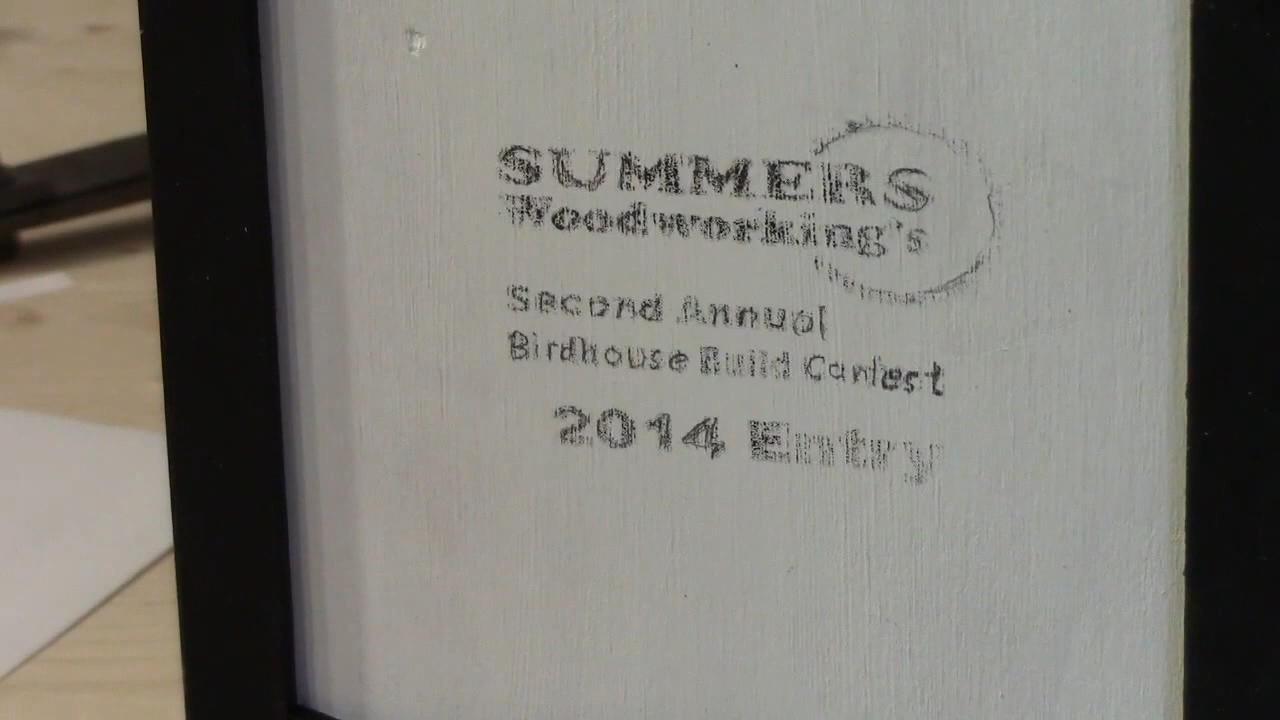 SUMMERS
Woodworking's
Second Annual
Birdhouse Build Contest
2014 Entry